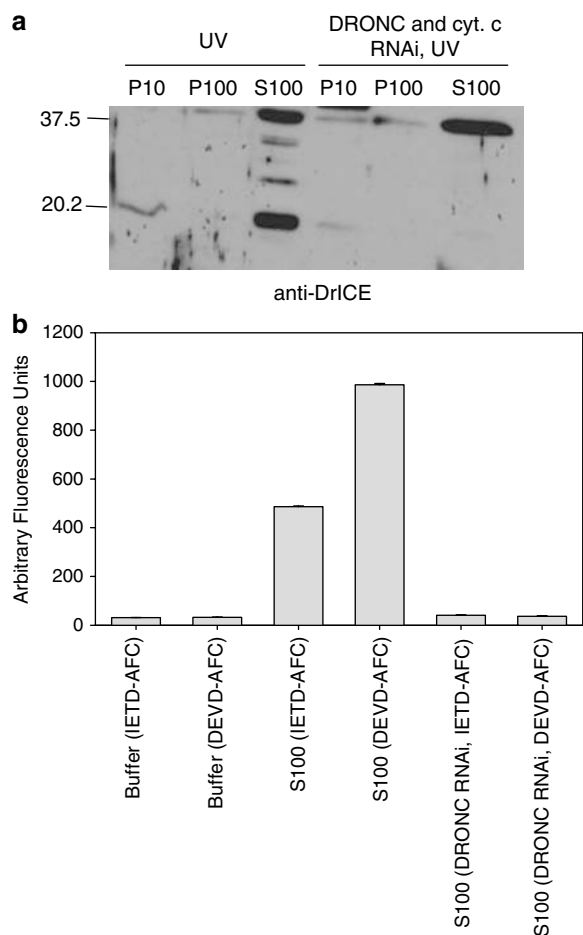 a
UV
DRONC and cyt. c
RNAi, UV
P10 P100 S100 P10 P100 S100
37.5
20.2
anti-DrICE
b
Arbitrary Fluorescence Units
1200
1000
800
600
400
200
0
Buffer (IETD-AFC)
Buffer (DEVD-AFC)
S100 (IETD-AFC)
S100 (DEVD-AFC)
S100 (DRONC RNAi, IETD-AFC)
S100 (DRONC RNAi, DEVD-AFC)